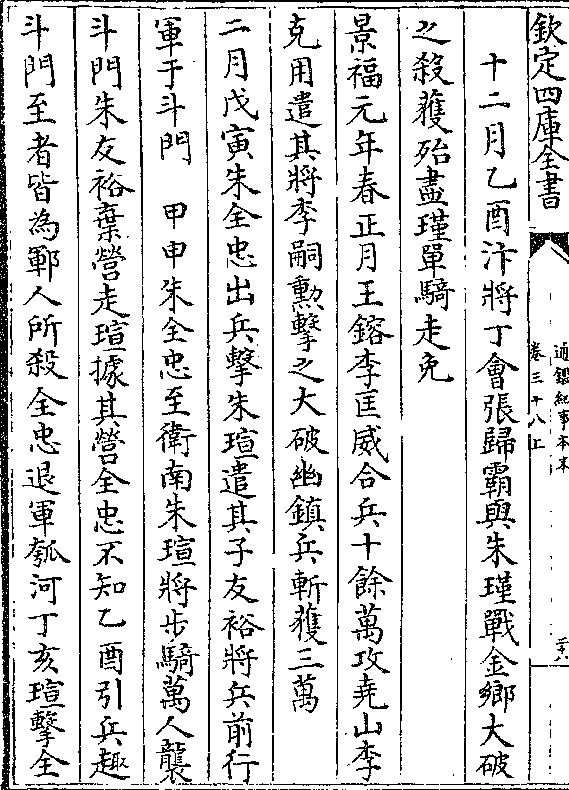 欽定四庫全書
通鑑紀事本末
卷三十八上
二十八
十二月乙酉汴將丁會張歸霸與朱瑾戰金鄉大破
之殺獲殆盡瑾單騎走免
景福元年春正月王鎔李匡威合兵十餘萬攻堯山李
克用遣其將李嗣勲擊之大破幽鎮兵斬獲三萬
二月戊寅朱全忠出兵擊朱瑄遣其子友裕將兵前行
軍于斗門　甲申朱全忠至衛南朱瑄將步騎萬人襲
斗門朱友裕棄營走瑄據其營全忠不知乙酉引兵趣
斗門至者皆為鄆人所殺全忠退軍瓠河丁亥瑄擊全